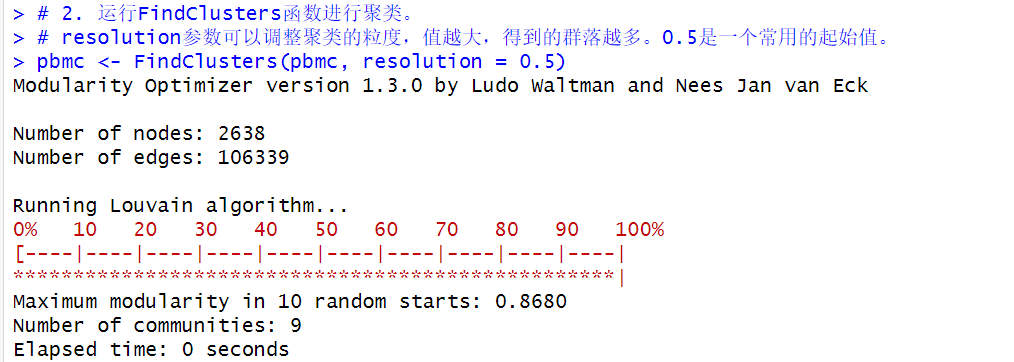 > # 2. 运行FindClusters函数进行聚类。
> # resolution参数可以调整聚类的粒度，值越大，得到的群落越多。0.5是一个常用的起始值。
> pbmc <- FindClusters(pbmc, resolution = 0.5)
Modularity Optimizer version 1.3.0 by Ludo Waltman and Nees Jan van Eck
Number of nodes: 2638
Number of edges: 106339
Running Louvain algorithm...
0%   10   20   30   40   50   60   70   80   90   100%
[----|----|----|----|----|----|----|----|----|----|
**************************************************|
Maximum modularity in 10 random starts: 0.8680
Number of communities: 9
Elapsed time: 0 seconds